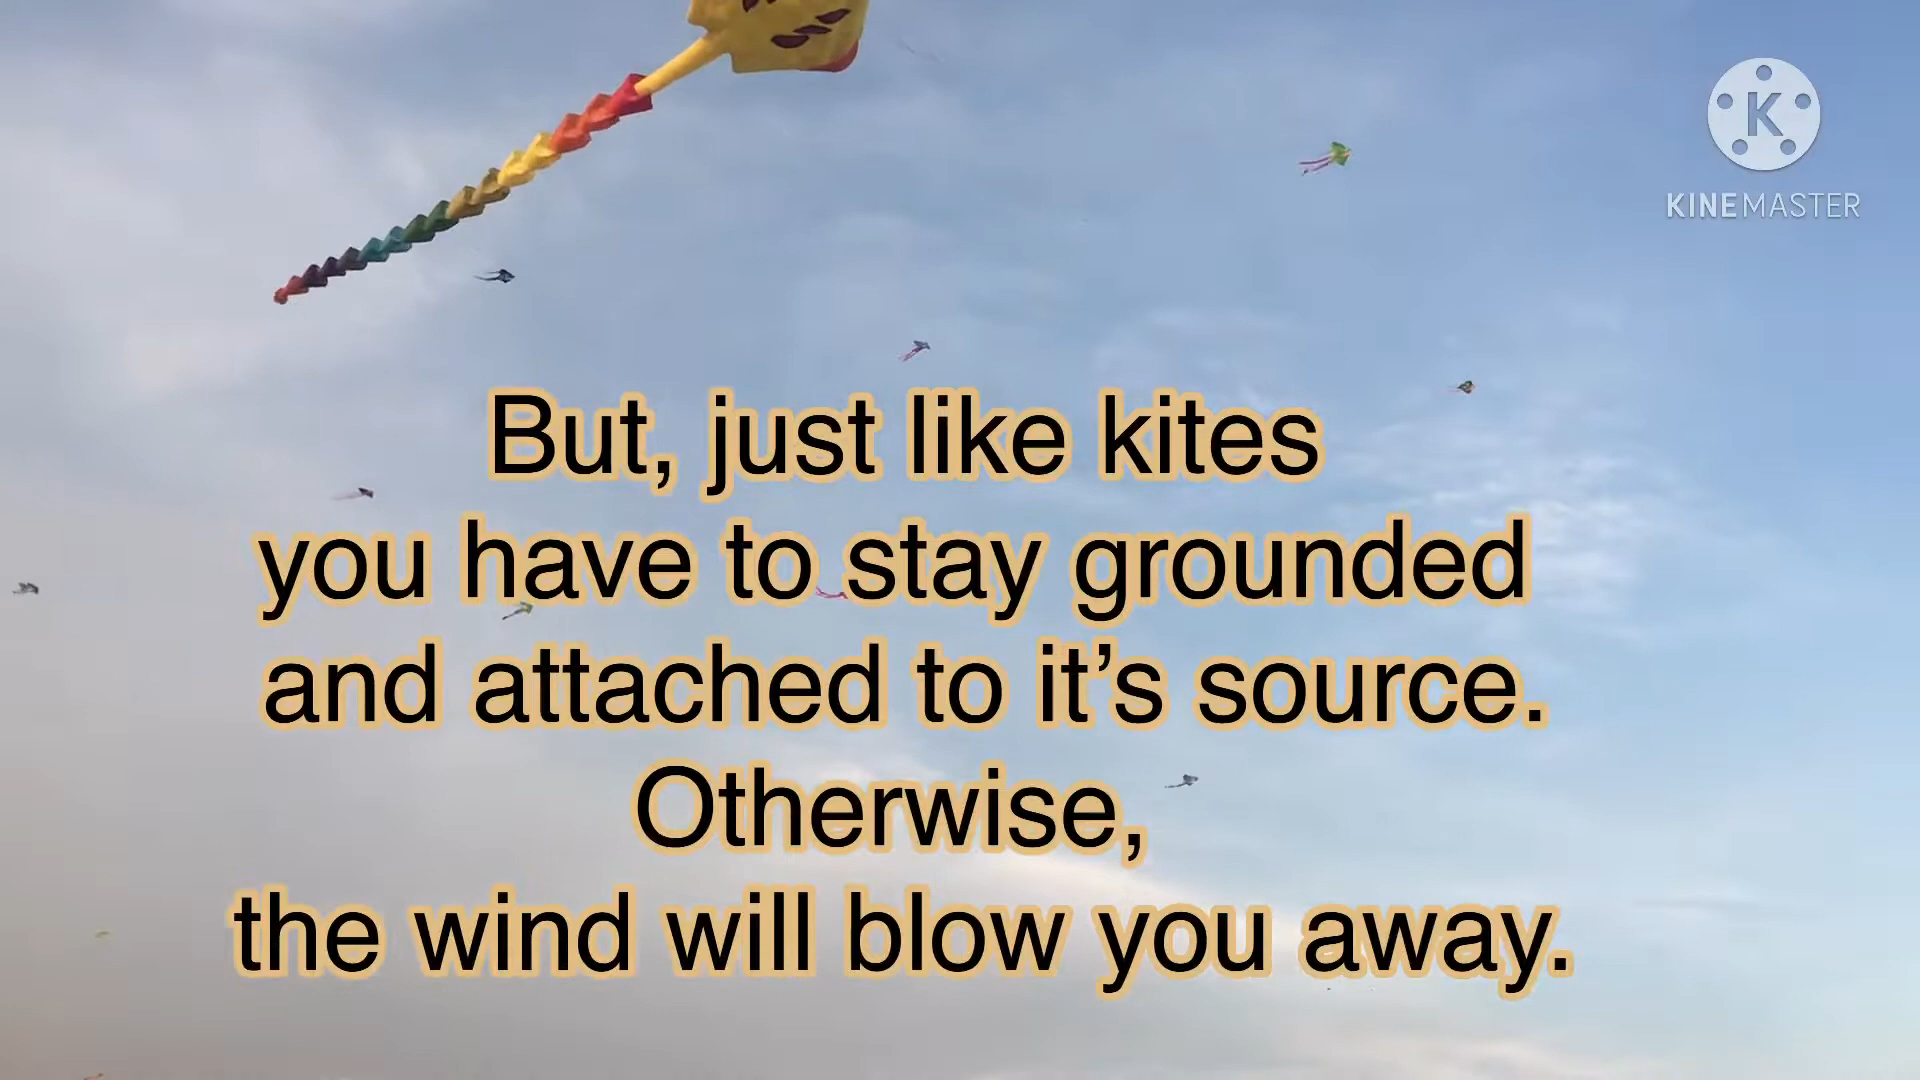 K
KINEMASTER
But, just like kites
you have to stay grounded
and attached to it’s source.
Otherwise,
the wind will blow you away.